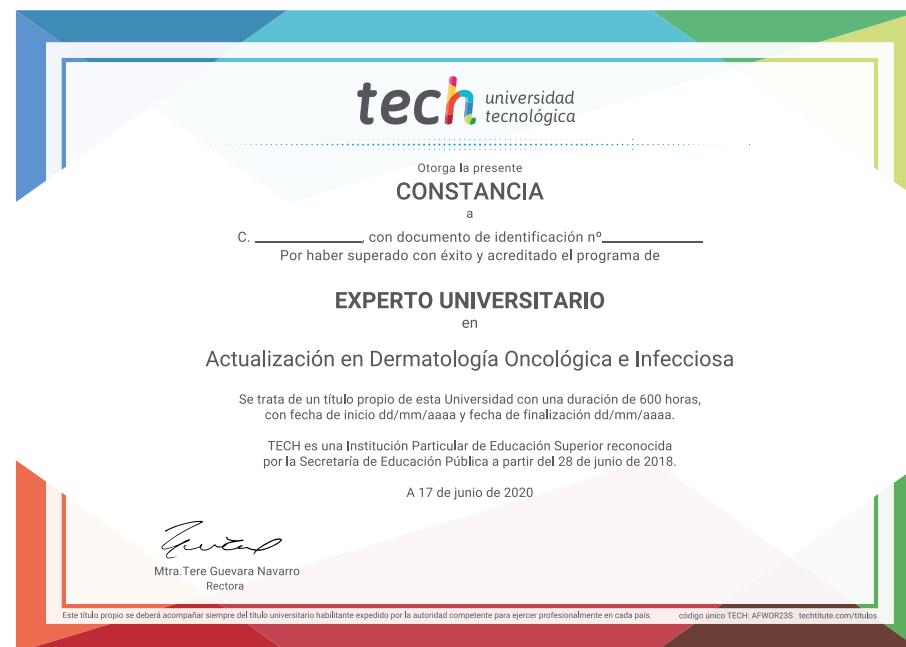 tech universidad
tecnológica
Otorga la presente
CONSTANCIA
a
C. ____________, con documento de identificación nº____________
Por haber superado con éxito y acreditado el programa de
EXPERTO UNIVERSITARIO
en
Actualización en Dermatología Oncológica e Infecciosa
Se trata de un título propio de esta Universidad con una duración de 600 horas,
con fecha de inicio dd/mm/aaaa y fecha de finalización dd/mm/aaaa.
TECH es una Institución Particular de Educación Superior reconocida
por la Secretaría de Educación Pública a partir del 28 de junio de 2018.
A 17 de junio de 2020
Mtra.Tere Guevara Navarro
Rectora
Este título propio se deberá acompañar siempre del título universitario habilitante expedido por la autoridad competente para ejercer profesionalmente en cada país. código único TECH: AFWOR23S techtitute.com/titulos